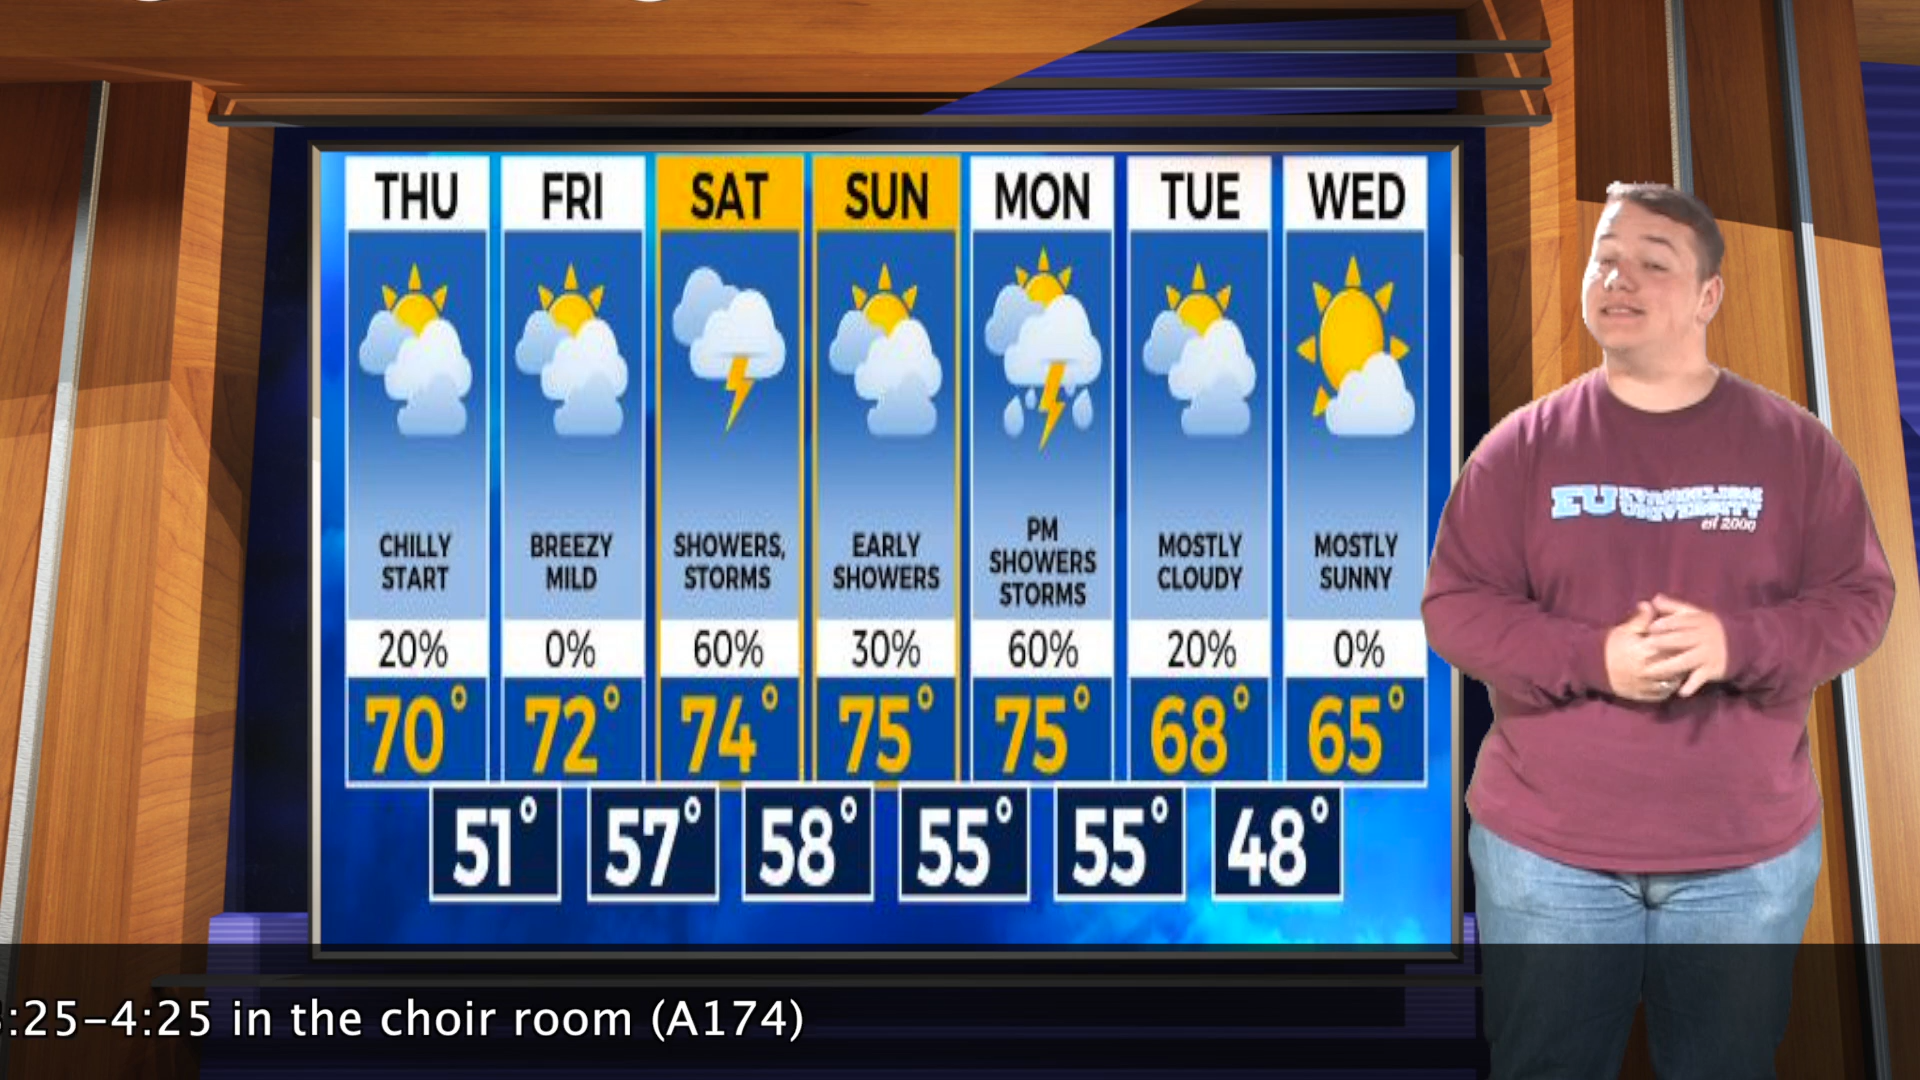 THU FRI SAT SUN MON TUE WED
CHILLY START
BREEZY MILD
SHOWERS, STORMS
EARLY SHOWERS
PM SHOWERS STORMS
MOSTLY CLOUDY
MOSTLY SUNNY
20% 0% 60% 30% 60% 20% 0%
70° 72° 74° 75° 75° 68° 65°
51° 57° 58° 55° 55° 48°
EU EVANGELISM
UNIVERSITY
est 2000
:25-4:25 in the choir room (A174)